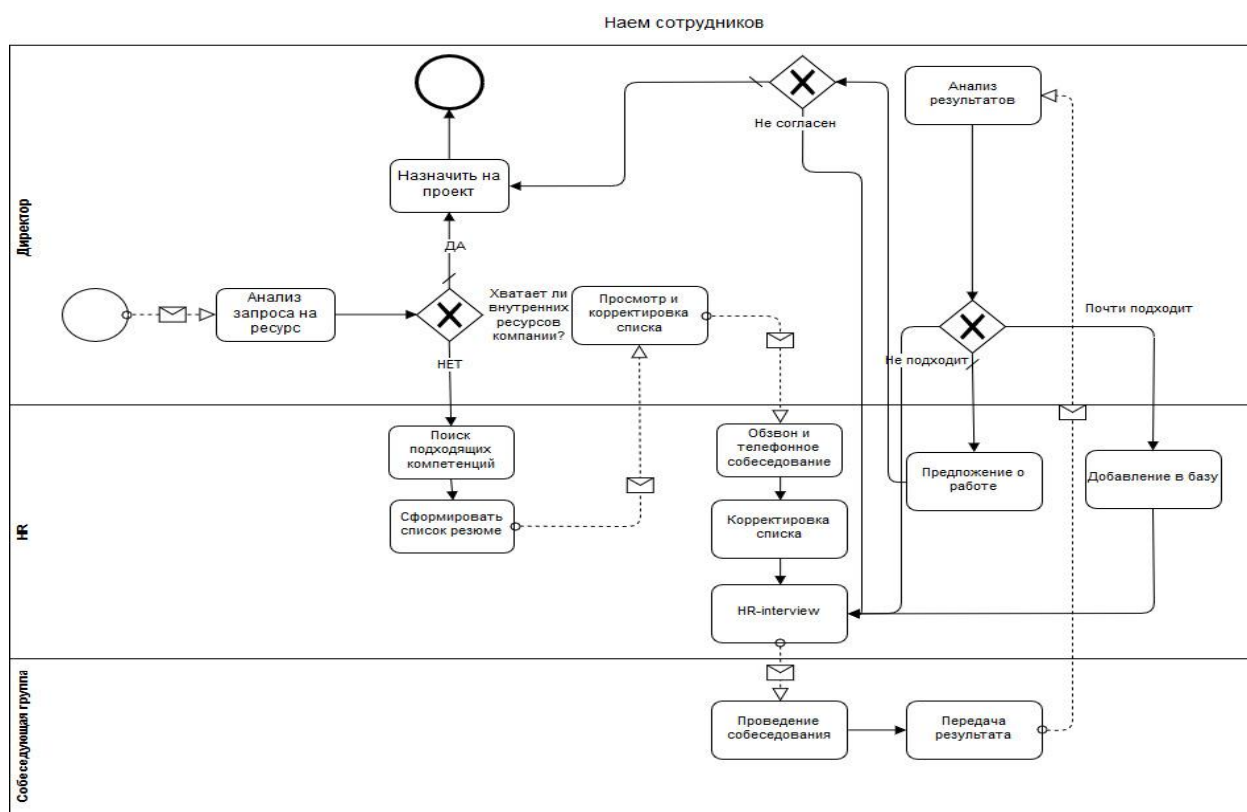 Наем сотрудников
Директор
Анализ
запроса на
ресурс
Хватает ли
внутренних
ресурсов
компании?
ДА
НЕТ
Назначить на
проект
Просмотр и
корректировка
списка
Не согласен
Анализ
результатов
Не подходит
Почти подходит
HR
Поиск
подходящих
компетенций
Сформировать
список резюме
Обзвон и
телефонное
собеседование
Корректировка
списка
HR-interview
Предложение о
работе
Добавление в базу
Собеседующая группа
Проведение
собеседования
Передача
результата